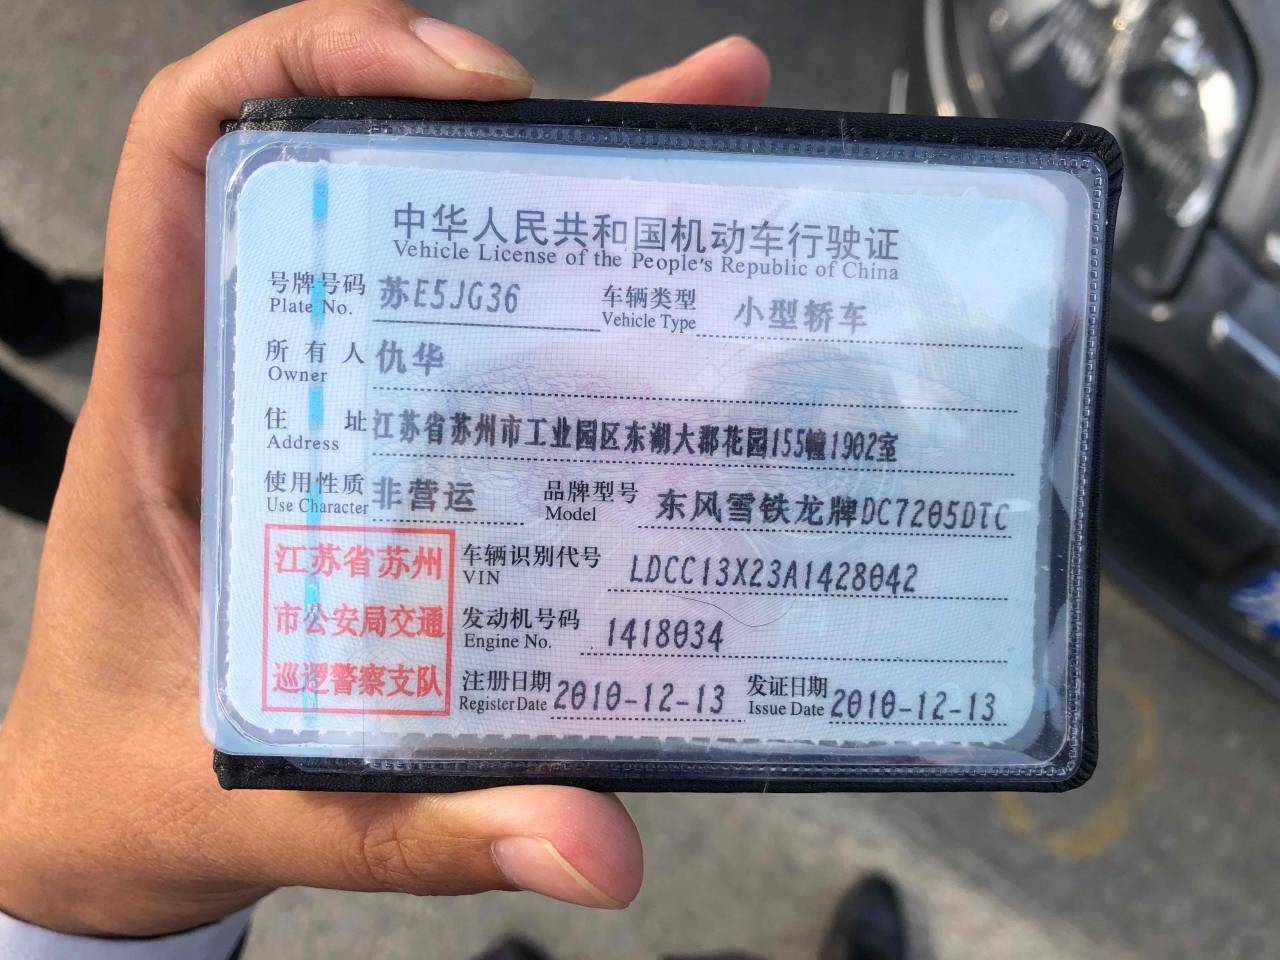 中华人民共和国机动车行驶证
Vehicle License of the People's Republic of China
号牌号码 苏E5JG36 车辆类型 小型轿车
Plate No. Vehicle Type
所有人 仇华
Owner
住址 江苏省苏州市工业园区东湖大郡花园155幢1902室
Address
使用性质 非营运 品牌型号 东风雪铁龙牌DC7205DTC
Use Character Model
江苏省苏州
市公安局交通
巡逻警察支队
车辆识别代号 LDCC13X23A1428042
VIN
发动机号码 1418034
Engine No.
注册日期 2010-12-13 发证日期 2010-12-13
Register Date Issue Date